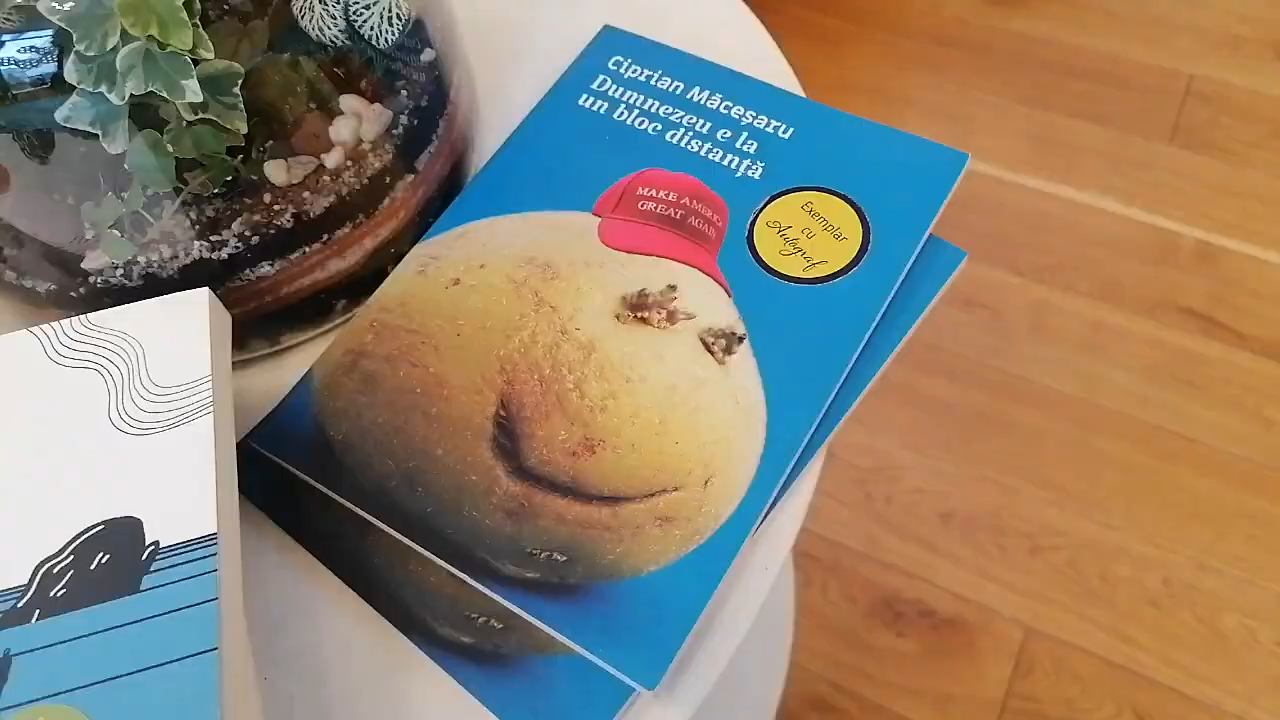 Ciprian Măceșaru
Dumnezeu e la
un bloc distanță
MAKE AMERICA
GREAT AGAIN
Exemplar
cu
Autograf